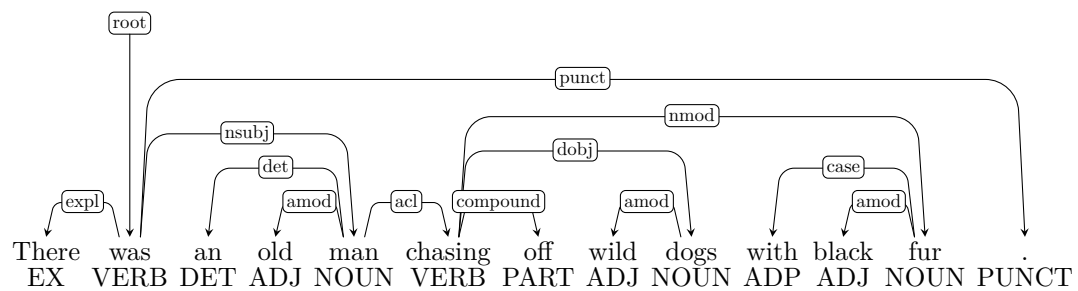 root
punct
nmod
nsubj
dobj
det case
expl amod acl compound amod amod
There was an old man chasing off wild dogs with black fur .
EX VERB DET ADJ NOUN VERB PART ADJ NOUN ADP ADJ NOUN PUNCT